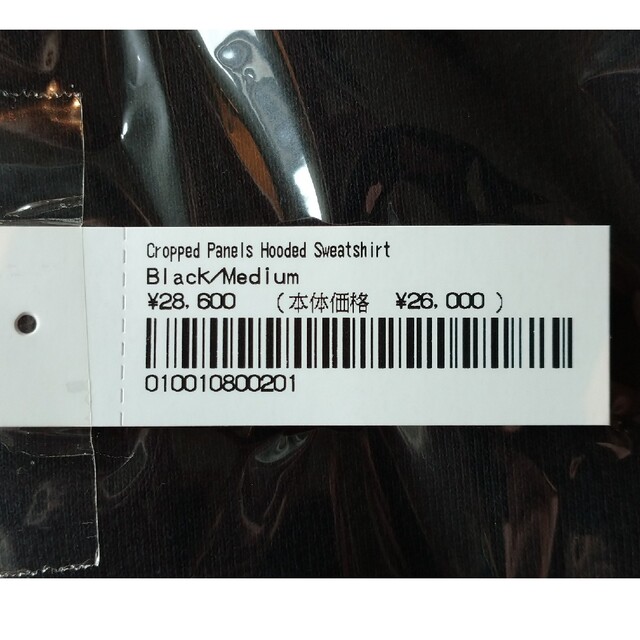 Cropped Panels Hooded Sweatshirt
Black/Medium
¥28,600 (本体価格 ¥26,000 )
010010800201